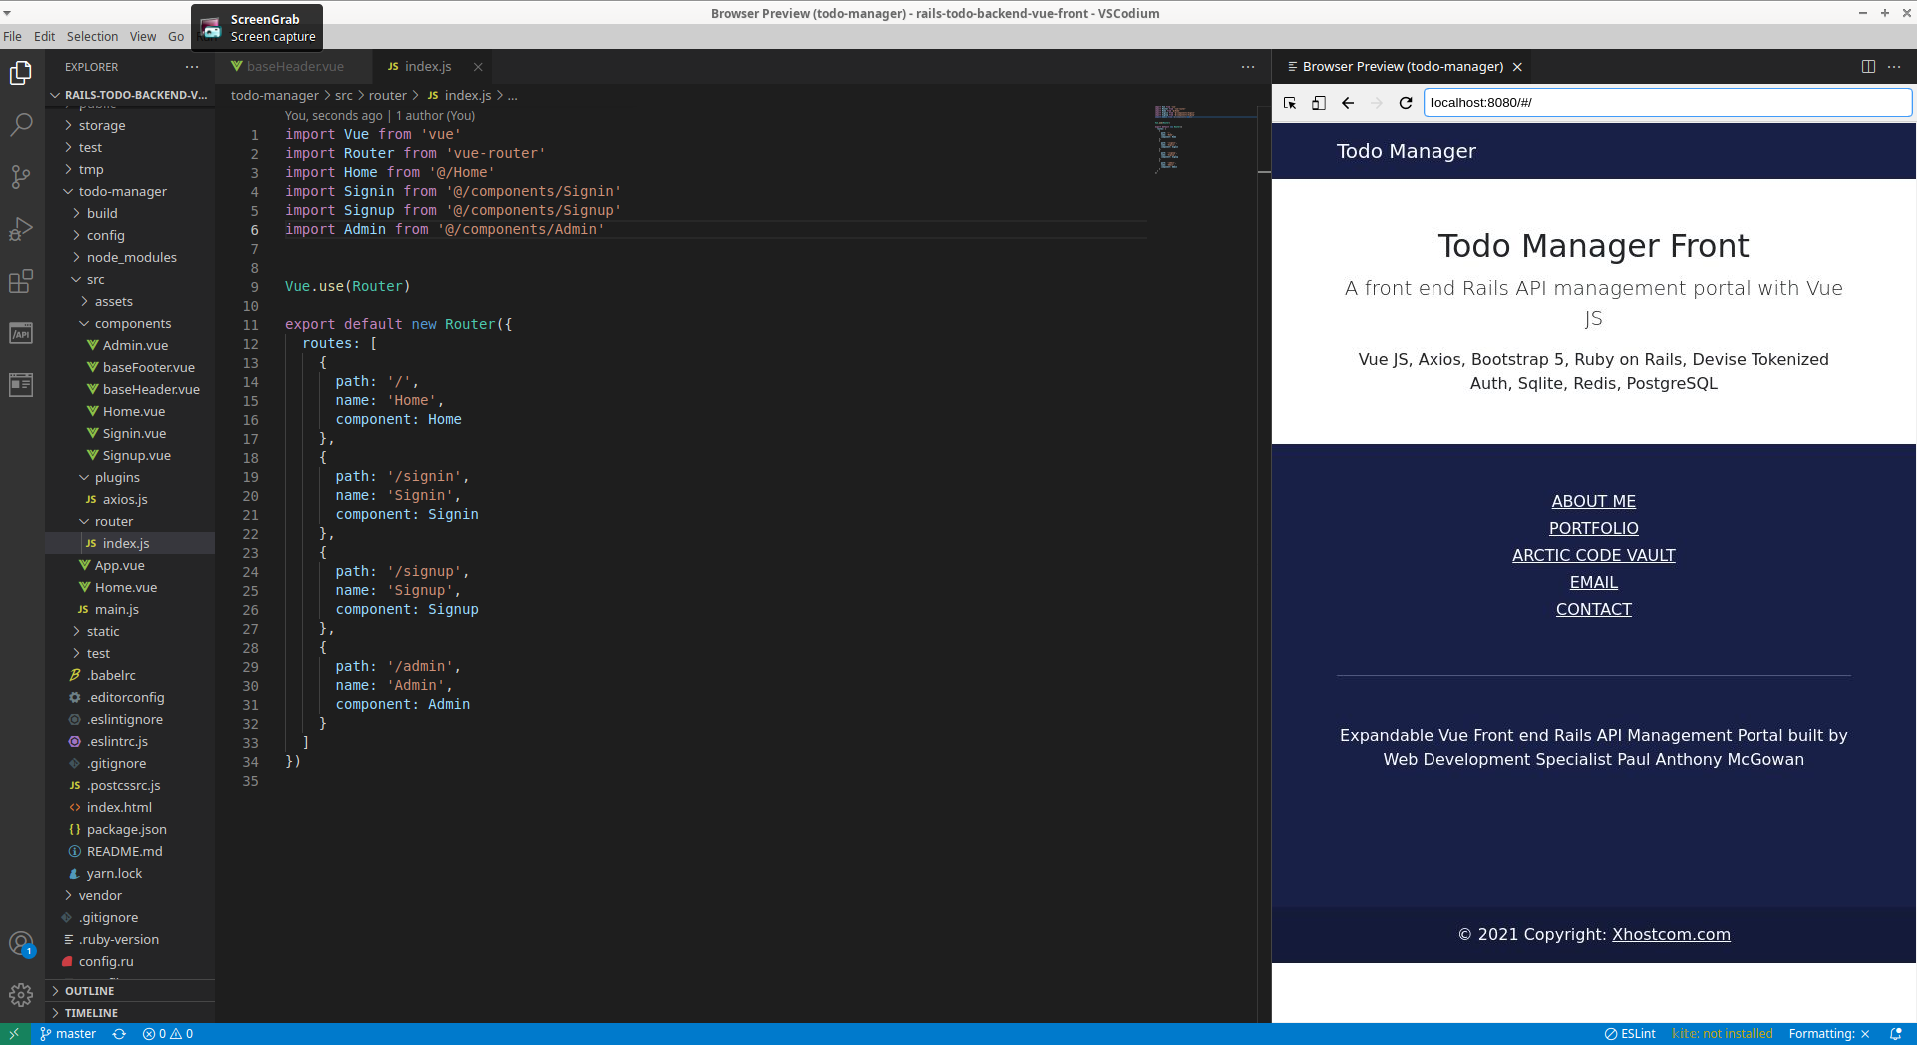 Browser Preview (todo-manager) - rails-todo-backend-vue-front - VSCodium
ScreenGrab
Screen capture
File Edit Selection View Go
EXPLORER
RAILS-TODO-BACKEND-V...
public
storage
test
tmp
todo-manager
build
config
node_modules
src
assets
components
Admin.vue
baseFooter.vue
baseHeader.vue
Home.vue
Signin.vue
Signup.vue
plugins
JS axios.js
router
JS index.js
App.vue
Home.vue
JS main.js
static
test
.babelrc
.editorconfig
.eslintignore
.eslintrc.js
.gitignore
JS .postcssrc.js
<> index.html
{ } package.json
README.md
yarn.lock
vendor
.gitignore
.ruby-version
config.ru
OUTLINE
TIMELINE
/API
1
baseHeader.vue
JS index.js
todo-manager > src > router > JS index.js > ...
You, seconds ago | 1 author (You)
1 import Vue from 'vue'
2 import Router from 'vue-router'
3 import Home from '@/Home'
4 import Signin from '@/components/Signin'
5 import Signup from '@/components/Signup'
6 import Admin from '@/components/Admin'
7
8
9 Vue.use(Router)
10
11 export default new Router({
12 routes: [
13 {
14 path: '/',
15 name: 'Home',
16 component: Home
17 },
18 {
19 path: '/signin',
20 name: 'Signin',
21 component: Signin
22 },
23 {
24 path: '/signup',
25 name: 'Signup',
26 component: Signup
27 },
28 {
29 path: '/admin',
30 name: 'Admin',
31 component: Admin
32 }
33 ]
34 })
35
Browser Preview (todo-manager)
localhost:8080/#/
Todo Manager
Todo Manager Front
A front end Rails API management portal with Vue
JS
Vue JS, Axios, Bootstrap 5, Ruby on Rails, Devise Tokenized
Auth, Sqlite, Redis, PostgreSQL
ABOUT ME
PORTFOLIO
ARCTIC CODE VAULT
EMAIL
CONTACT
Expandable Vue Front end Rails API Management Portal built by
Web Development Specialist Paul Anthony McGowan
© 2021 Copyright: Xhostcom.com
master 0 0
ESLint kite: not installed Formatting: ×